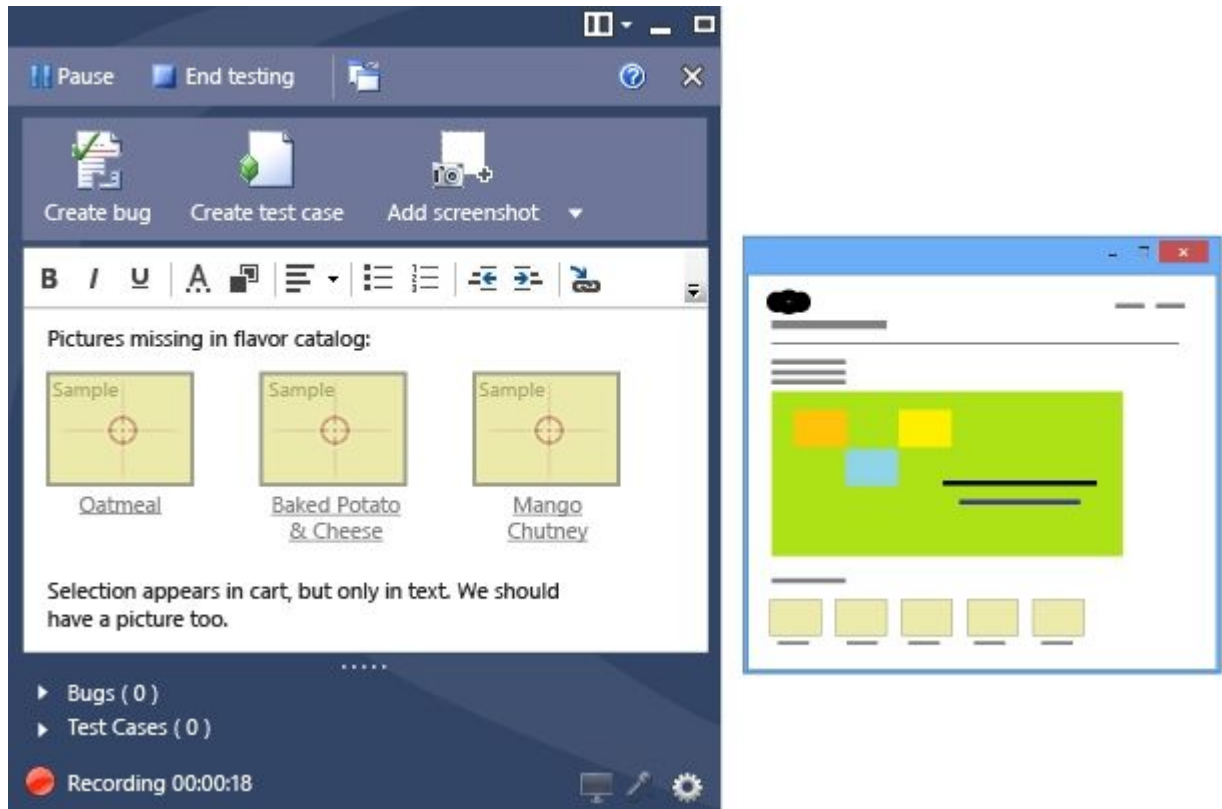 Pause End testing
Create bug Create test case Add screenshot
B I U A
Pictures missing in flavor catalog:
Sample Sample Sample
Oatmeal Baked Potato Mango
& Cheese Chutney
Selection appears in cart, but only in text. We should
have a picture too.
Bugs ( 0 )
Test Cases ( 0 )
Recording 00:00:18